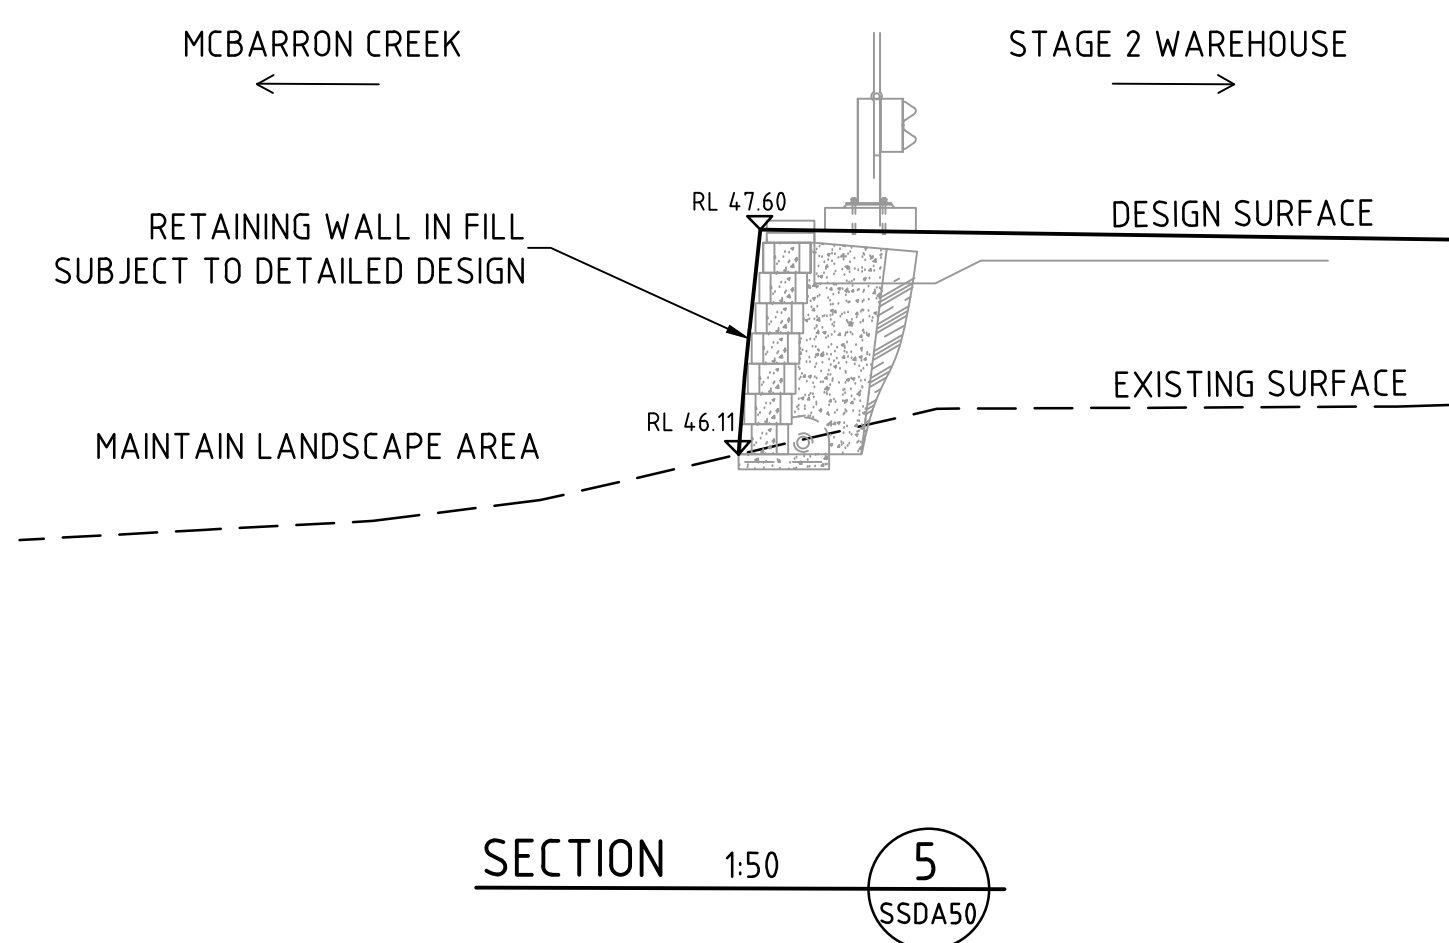 MCBARRON CREEK
STAGE 2 WAREHOUSE
RL 47.60
RETAINING WALL IN FILL
SUBJECT TO DETAILED DESIGN
DESIGN SURFACE
EXISTING SURFACE
RL 46.11
MAINTAIN LANDSCAPE AREA
SECTION 1:50
5
SSDA50